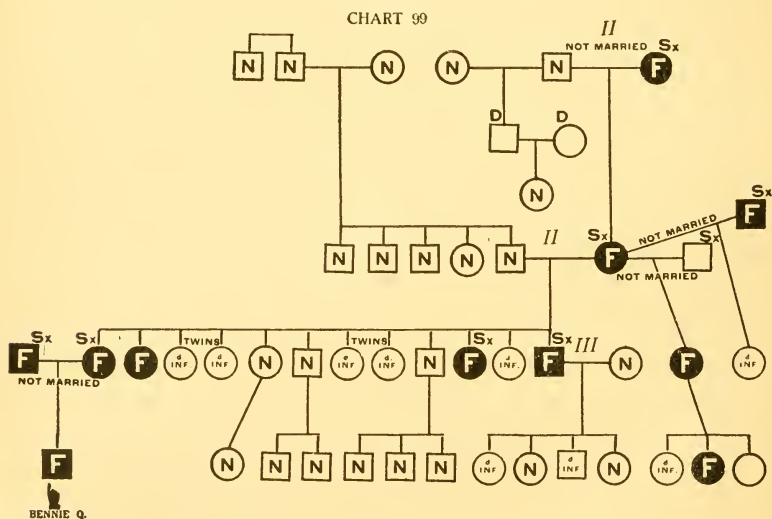 CHART 99
II
NOT MARRIED
Sx
N N N N N F
D D
N
Sx
F
NOT MARRIED
II Sx Sx
N N N N N F
NOT MARRIED
Sx Sx TWINS TWINS Sx Sx III
F F F d INF. d INF. N N d INF. d INF. N F d INF. F N F d INF.
NOT MARRIED
F N N N N N N d INF. N d INF. N d INF. F
BENNIE Q.